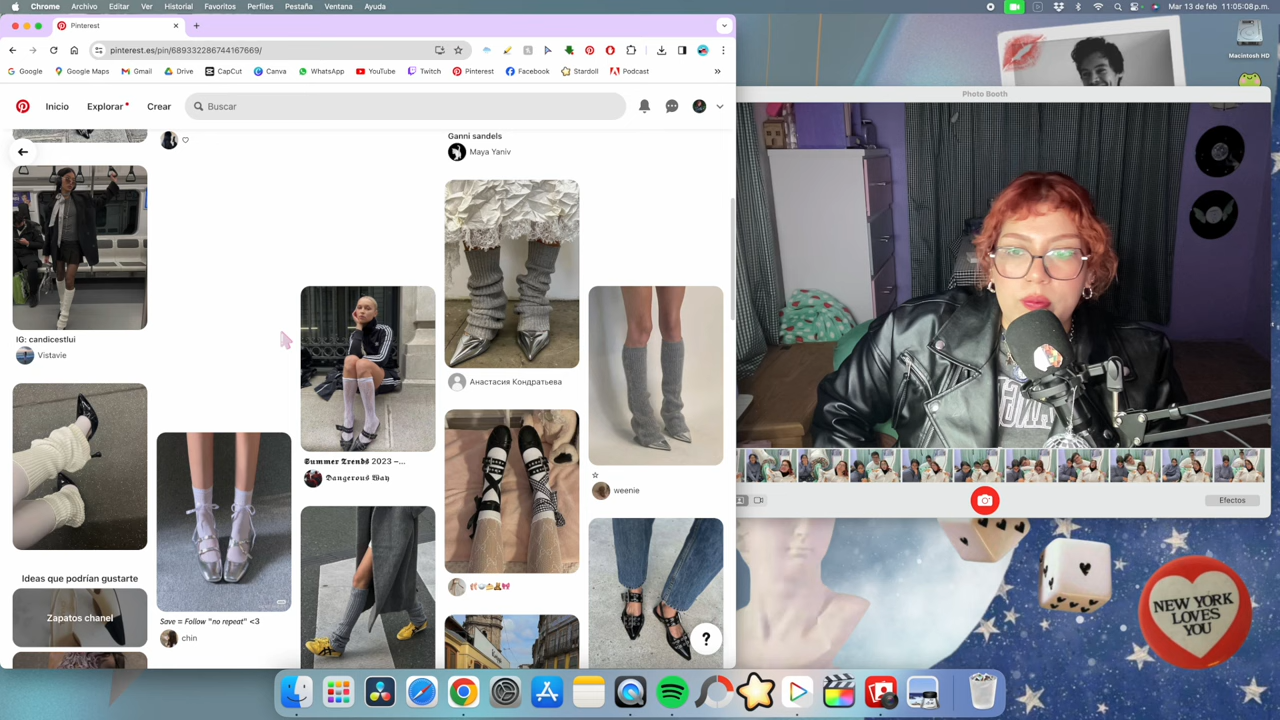 Chrome Archivo Editar Ver Historial Favoritos Perfiles Pestaña Ventana Ayuda
Mar 13 de feb 11:05:08 p.m.
Pinterest
pinterest.es/pin/689332286744167669/
Google Google Maps Gmail Drive CapCut Canva WhatsApp YouTube Twitch Pinterest Facebook Stardoll Podcast
Macintosh HD
Photo Booth
Inicio Explorar Crear Buscar
Ganni sandels
Maya Yaniv
IG: candicestlui
Vistavie
Анастасия Кондратьева
Summer Trends 2023 –...
Dangerous Way
☆
weenie
Efectos
Ideas que podrían gustarte
Zapatos chanel
Save = Follow "no repeat" <3
chin
?
NEW YORK
LOVES
YOU